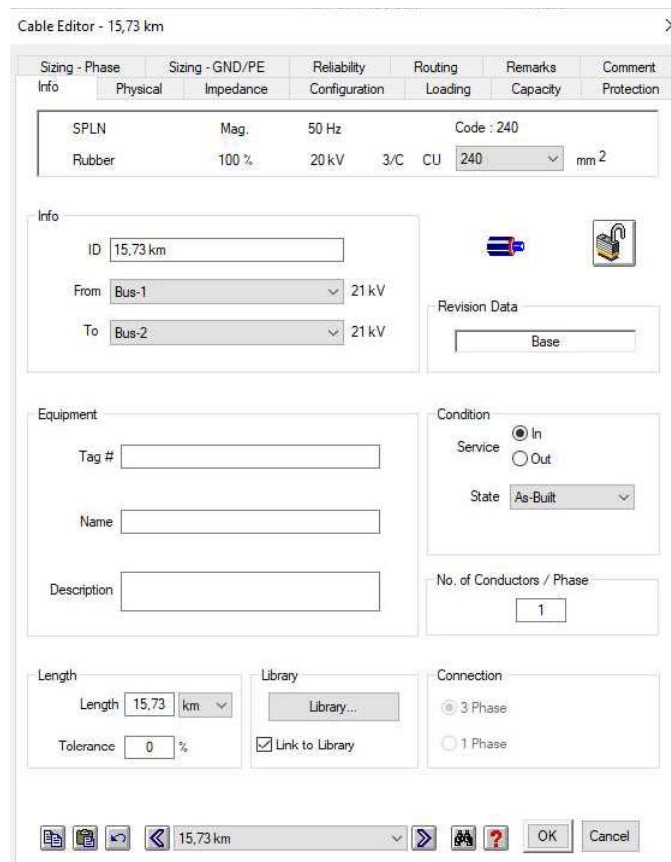 Cable Editor - 15,73 km
Sizing - Phase Sizing - GND/PE Reliability Routing Remarks Comment
Info Physical Impedance Configuration Loading Capacity Protection
SPLN Mag. 50 Hz Code : 240
Rubber 100 % 20 kV 3/C CU 240 mm 2
Info
ID 15,73 km
From Bus-1 21 kV
To Bus-2 21 kV
Revision Data
Base
Equipment
Tag #
Name
Description
Condition
Service In
Out
State As-Built
No. of Conductors / Phase
1
Length
Length 15,73 km
Tolerance 0 %
Library
Library...
Link to Library
Connection
3 Phase
1 Phase
15,73 km ? OK Cancel